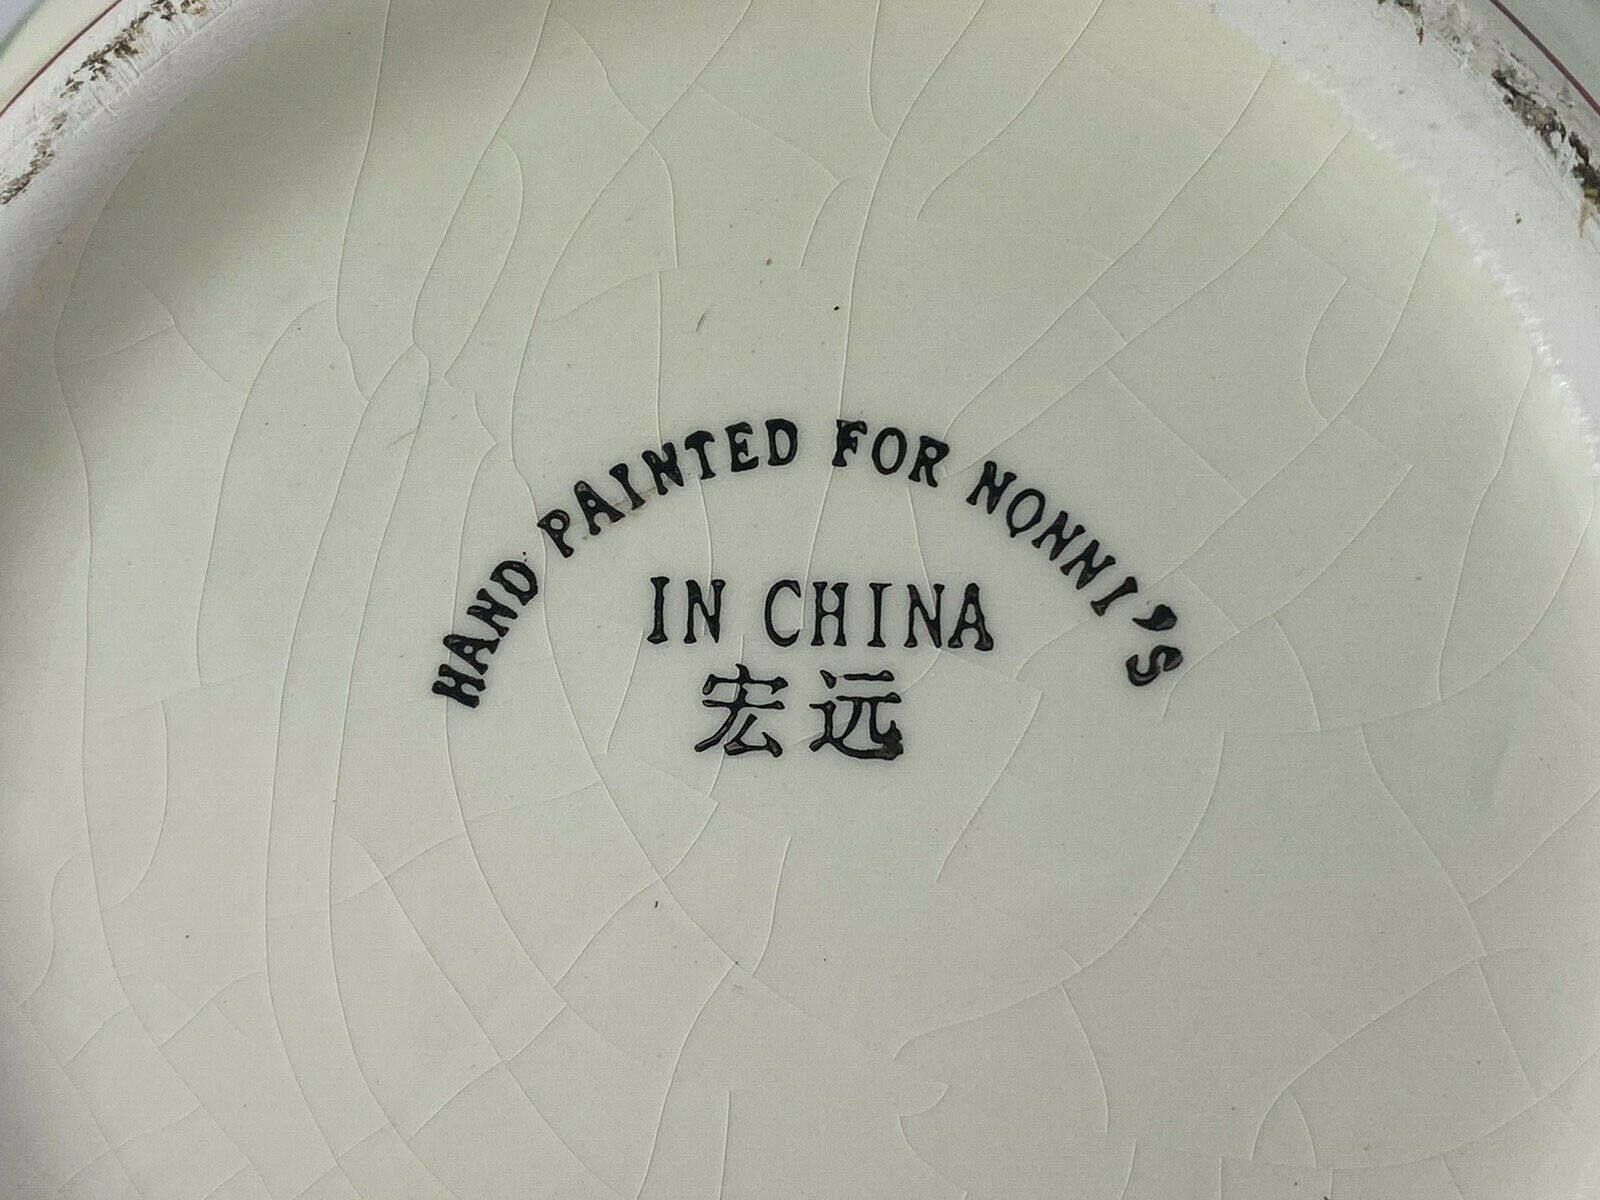 HAND PAINTED FOR NONNI'S
IN CHINA
宏远